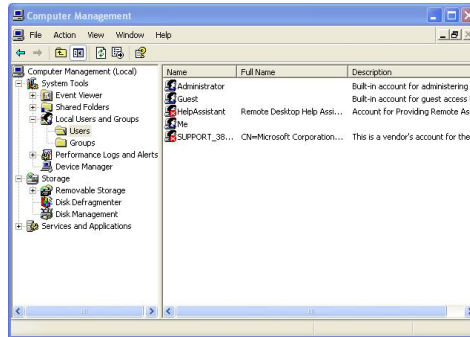 Computer Management
File Action View Window Help
Computer Management (Local)
System Tools
Event Viewer
Shared Folders
Local Users and Groups
Users
Groups
Performance Logs and Alerts
Device Manager
Storage
Removable Storage
Disk Defragmenter
Disk Management
Services and Applications
Name Full Name Description
Administrator Built-in account for administering
Guest Built-in account for guest access
HelpAssistant Remote Desktop Help Assi... Account for Providing Remote As
Me
SUPPORT_38... CN=Microsoft Corporation... This is a vendor's account for the